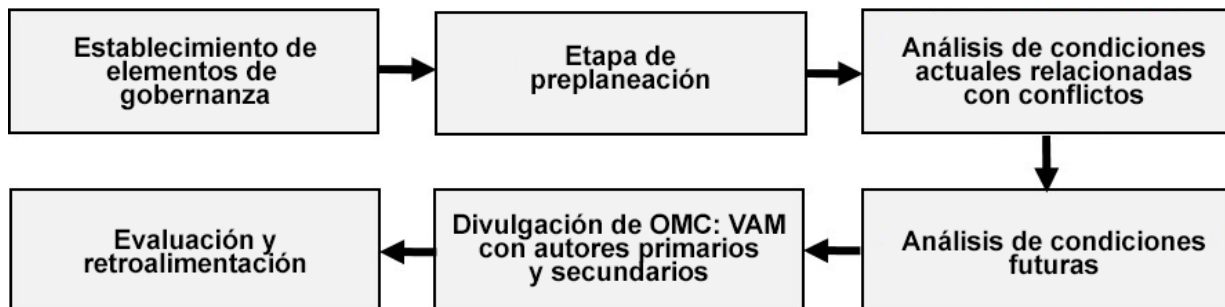 Establecimiento de
elementos de
gobernanza
Etapa de
preplaneación
Análisis de condiciones
actuales relacionadas
con conflictos
Análisis de condiciones
futuras
Divulgación de OMC: VAM
con autores primarios
y secundarios
Evaluación y
retroalimentación